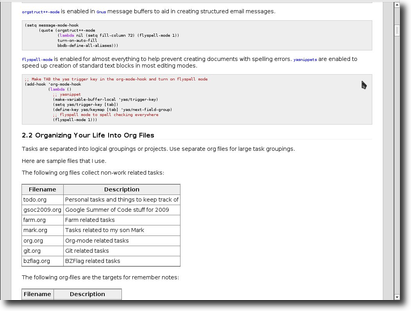 orgstruct++-mode is enabled in Gnus message buffers to aid in creating structured email messages.
(setq message-mode-hook
(quote (orgstruct++-mode
(lambda nil (setq fill-column 72) (flyspell-mode 1))
turn-on-auto-fill
bbdb-define-all-aliases)))
flyspell-mode is enabled for almost everything to help prevent creating documents with spelling errors. yasnippets are enabled to
speed up creation of standard text blocks in most editing modes.
;; Make TAB the yas trigger key in the org-mode-hook and turn on flyspell mode
(add-hook 'org-mode-hook
(lambda ()
;; yasnippet
(make-variable-buffer-local 'yas/trigger-key)
(setq yas/trigger-key [tab])
(define-key yas/keymap [tab] 'yas/next-field-group)
;; flyspell mode to spell checking everywhere
(flyspell-mode 1)))
2.2 Organizing Your Life Into Org Files
Tasks are separated into logical groupings or projects. Use separate org files for large task groupings.
Here are sample files that I use.
The following org files collect non-work related tasks:
Filename Description
todo.org Personal tasks and things to keep track of
gsoc2009.org Google Summer of Code stuff for 2009
farm.org Farm related tasks
mark.org Tasks related to my son Mark
org.org Org-mode related tasks
git.org Git related tasks
bzflag.org BZFlag related tasks
The following org-files are the targets for remember notes:
Filename Description